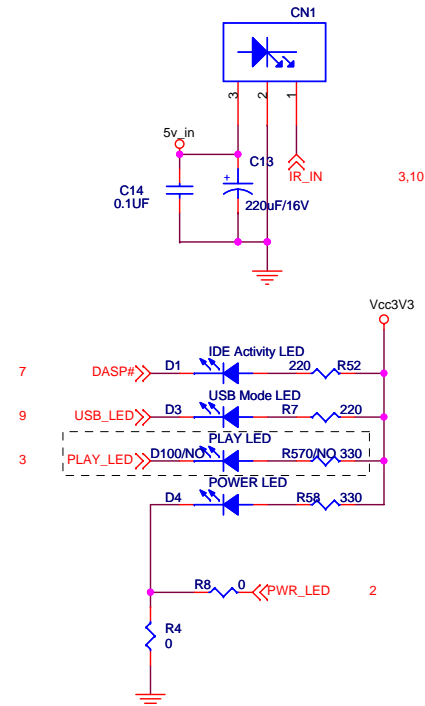 CN1
3 2 1
5v_in
C13
IR_IN 3,10
+
C14
0.1UF
220uF/16V
Vcc3V3
IDE Activity LED
7 DASP# D1 220 R52
USB Mode LED
9 USB_LED D3 R7 220
PLAY LED
3 PLAY_LED D100/NO R570/NO 330
POWER LED
D4 R58 330
R8 0 PWR_LED 2
R4
0